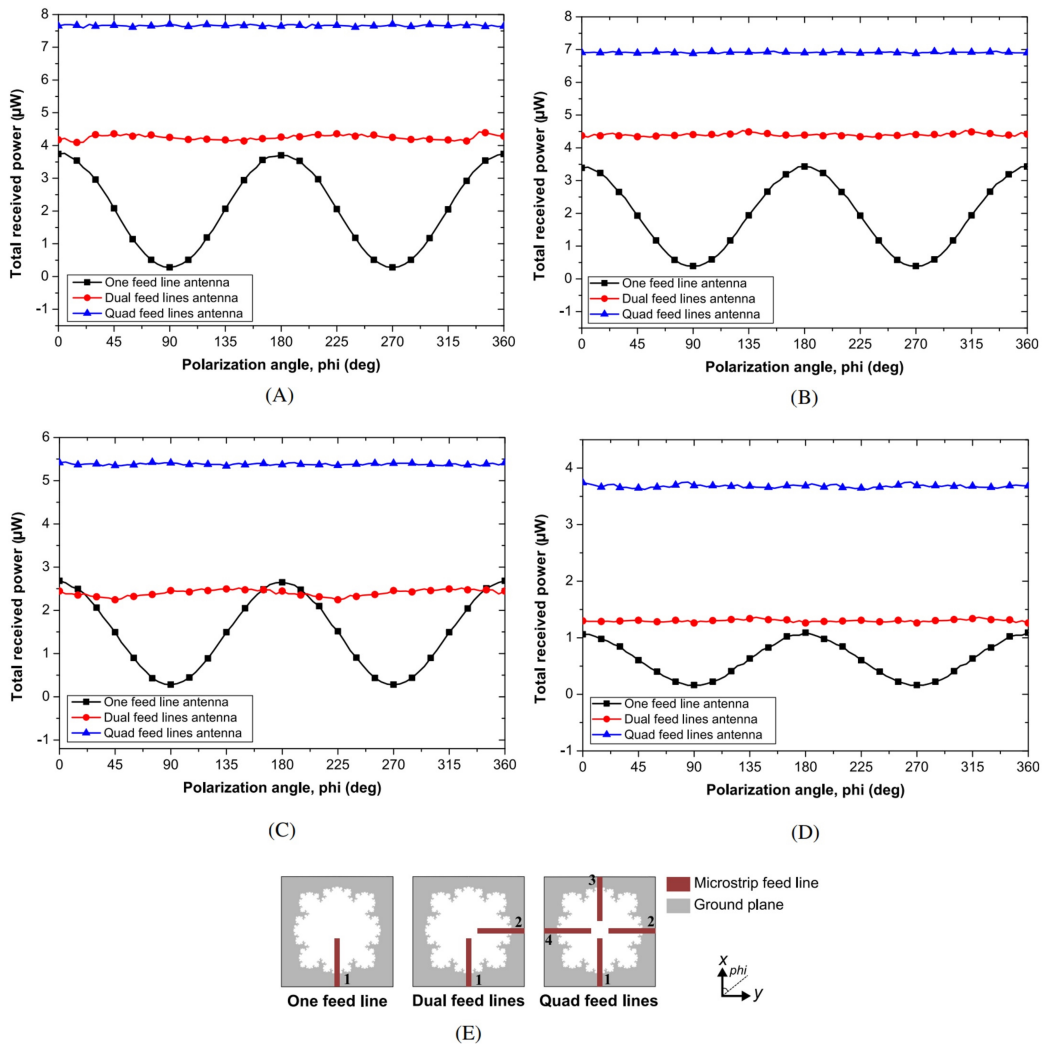 8
7
6
5
4
3
2
1
0
-1
Total received power (µW)
One feed line antenna
Dual feed lines antenna
Quad feed lines antenna
0 45 90 135 180 225 270 315 360
Polarization angle, phi (deg)
(A)
8
7
6
5
4
3
2
1
0
-1
Total received power (µW)
One feed line antenna
Dual feed lines antenna
Quad feed lines antenna
0 45 90 135 180 225 270 315 360
Polarization angle, phi (deg)
(B)
6
5
4
3
2
1
0
-1
Total received power (µW)
One feed line antenna
Dual feed lines antenna
Quad feed lines antenna
0 45 90 135 180 225 270 315 360
Polarization angle, phi (deg)
(C)
4
3
2
1
0
-1
Total received power (µW)
One feed line antenna
Dual feed lines antenna
Quad feed lines antenna
0 45 90 135 180 225 270 315 360
Polarization angle, phi (deg)
(D)
1
One feed line
2
1
Dual feed lines
3
2
4
1
Quad feed lines
Microstrip feed line
Ground plane
x
phi
y
(E)